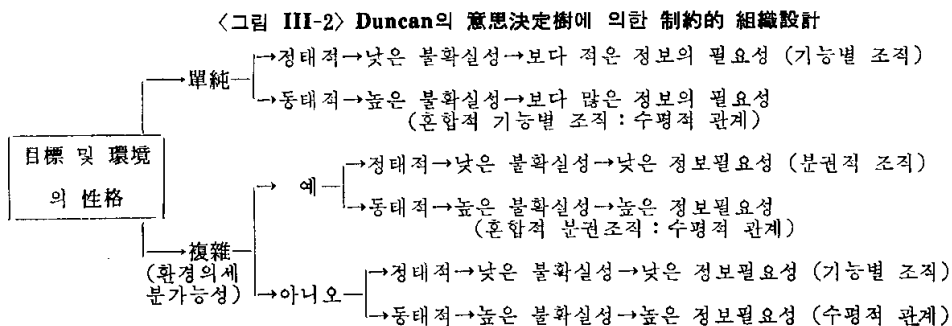 〈그림 III-2〉 Duncan의 意思決定樹에 의한 制約的 組織設計
單純
→정태적→낮은 불확실성→보다 적은 정보의 필요성 (기능별 조직)
→동태적→높은 불확실성→보다 많은 정보의 필요성
(혼합적 기능별 조직 : 수평적 관계)
目標 및 環境
의 性格
예
→정태적→낮은 불확실성→낮은 정보필요성 (분권적 조직)
→동태적→높은 불확실성→높은 정보필요성
(혼합적 분권조직 : 수평적 관계)
複雜
(환경의세
분가능성)
→아니오
→정태적→낮은 불확실성→낮은 정보필요성 (기능별 조직)
→동태적→높은 불확실성→높은 정보필요성 (수평적 관계)